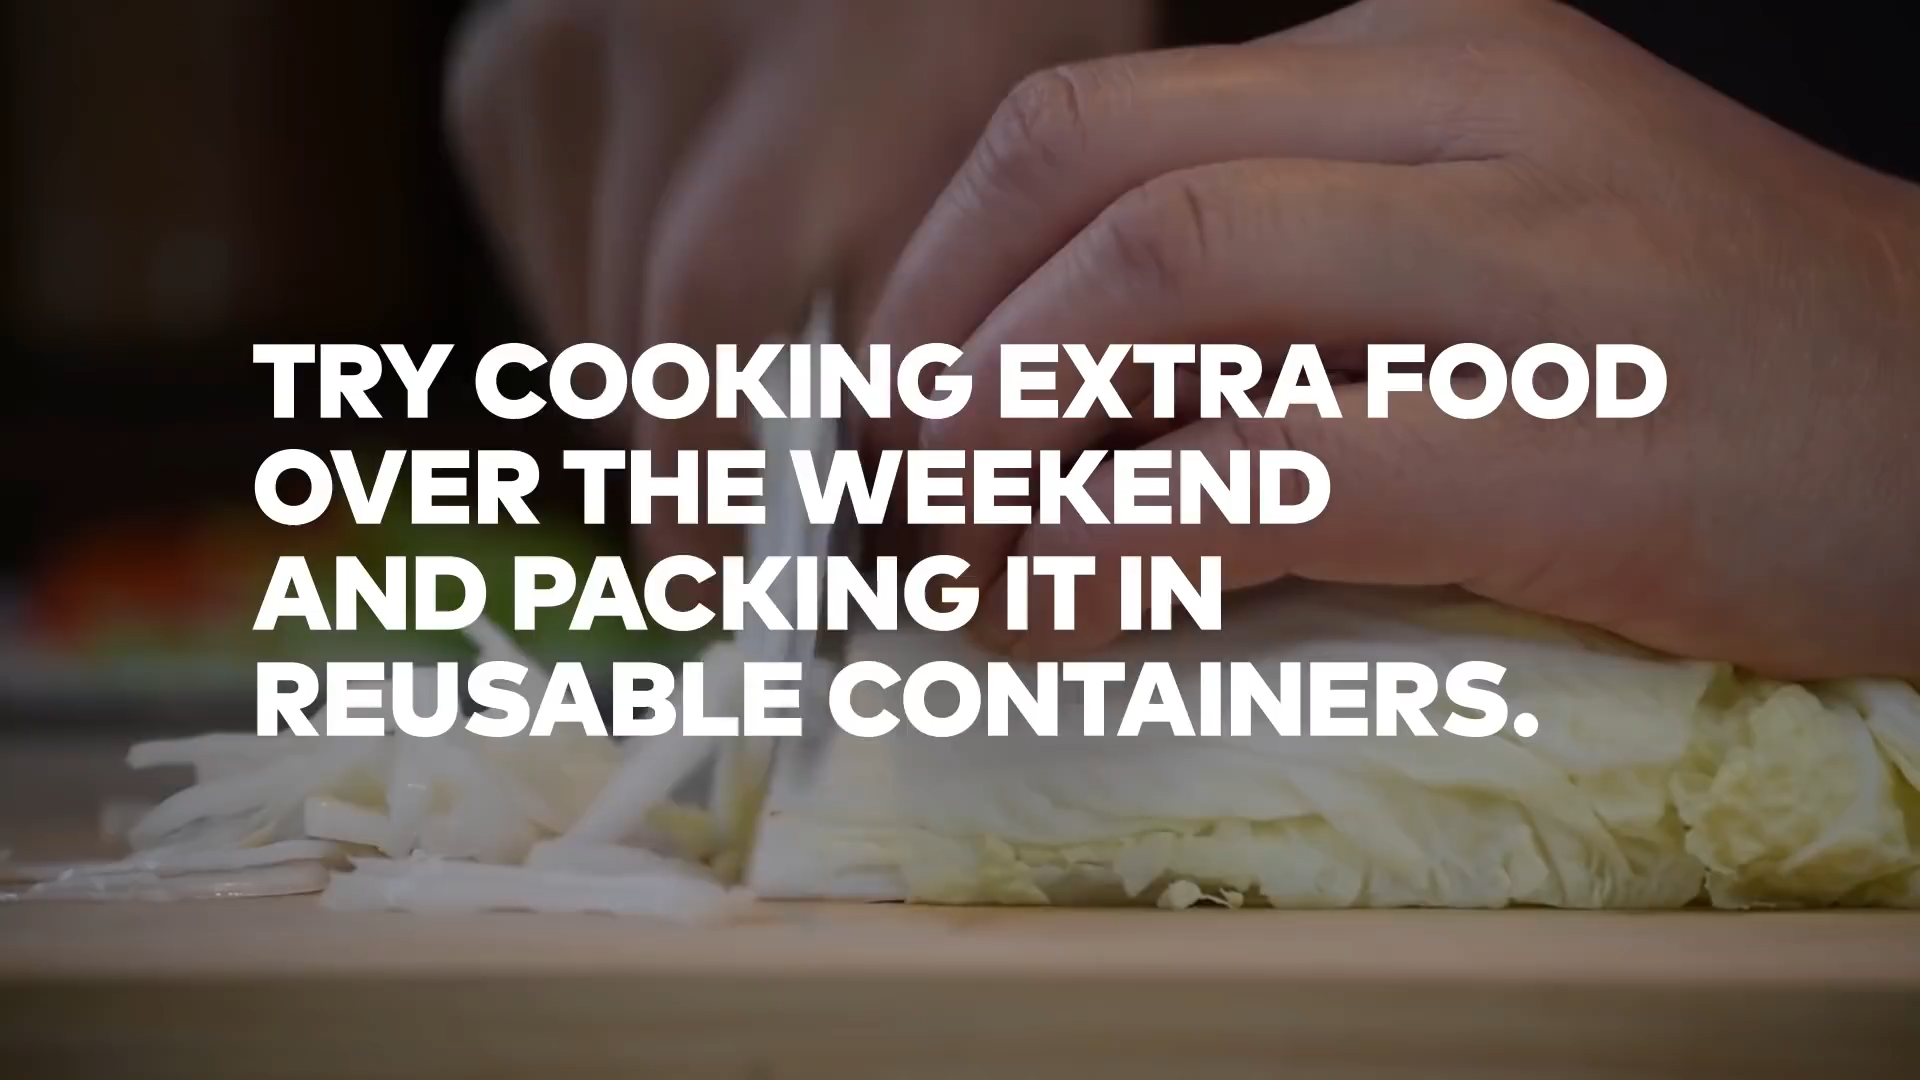 TRY COOKING EXTRA FOOD
OVER THE WEEKEND
AND PACKING IT IN
REUSABLE CONTAINERS.